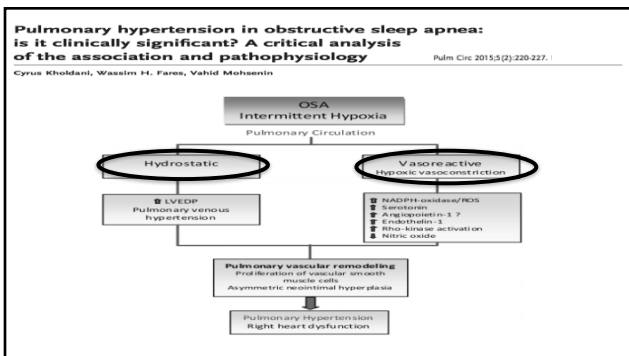 Pulmonary hypertension in obstructive sleep apnea:
is it clinically significant? A critical analysis
of the association and pathophysiology
Pulm Circ 2015;5(2):220-227.
Cyrus Kholdani, Wassim H. Fares, Vahid Mohsenin
OSA
Intermittent Hypoxia
Pulmonary Circulation
Hydrostatic
Vasoreactive
Hypoxic vasoconstriction
⬆ LVEDP
Pulmonary venous
hypertension
⬆ NADPH-oxidase/ROS
⬆ Serotonin
⬆ Angiopoietin-1 ?
⬆ Endothelin-1
⬆ Rho-kinase activation
⬇ Nitric oxide
Pulmonary vascular remodeling
Proliferation of vascular smooth
muscle cells
Asymmetric neointimal hyperplasia
Pulmonary Hypertension
Right heart dysfunction